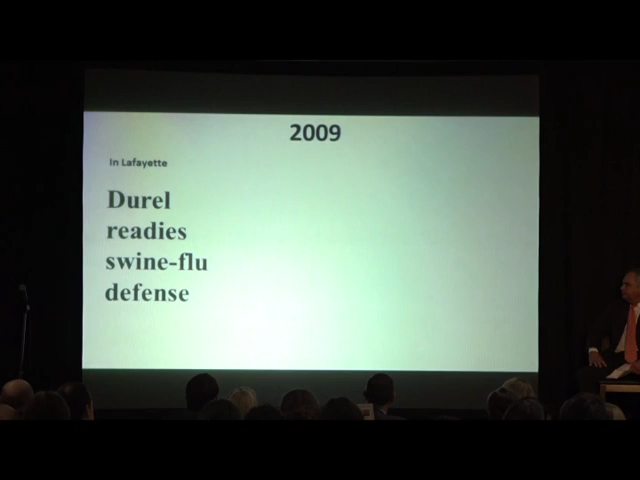 2009
In Lafayette
Durel
readies
swine-flu
defense